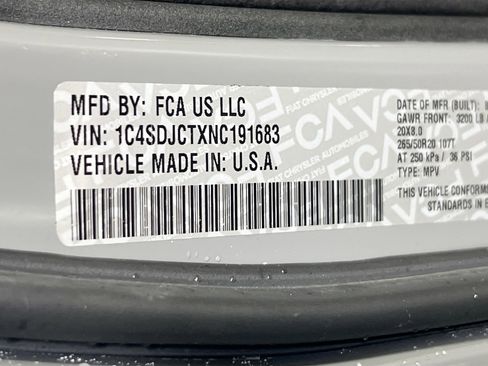 MFD BY: FCA US LLC
VIN: 1C4SDJCTXNC191683
VEHICLE MADE IN: U.S.A.
DATE OF MFR (BUILT):
GAWR FRONT: 3200 LB
20X8.0
265/50R20 107T
AT 250 kPa / 36 PSI
TYPE: MPV
THIS VEHICLE CONFORMS
STANDARDS IN